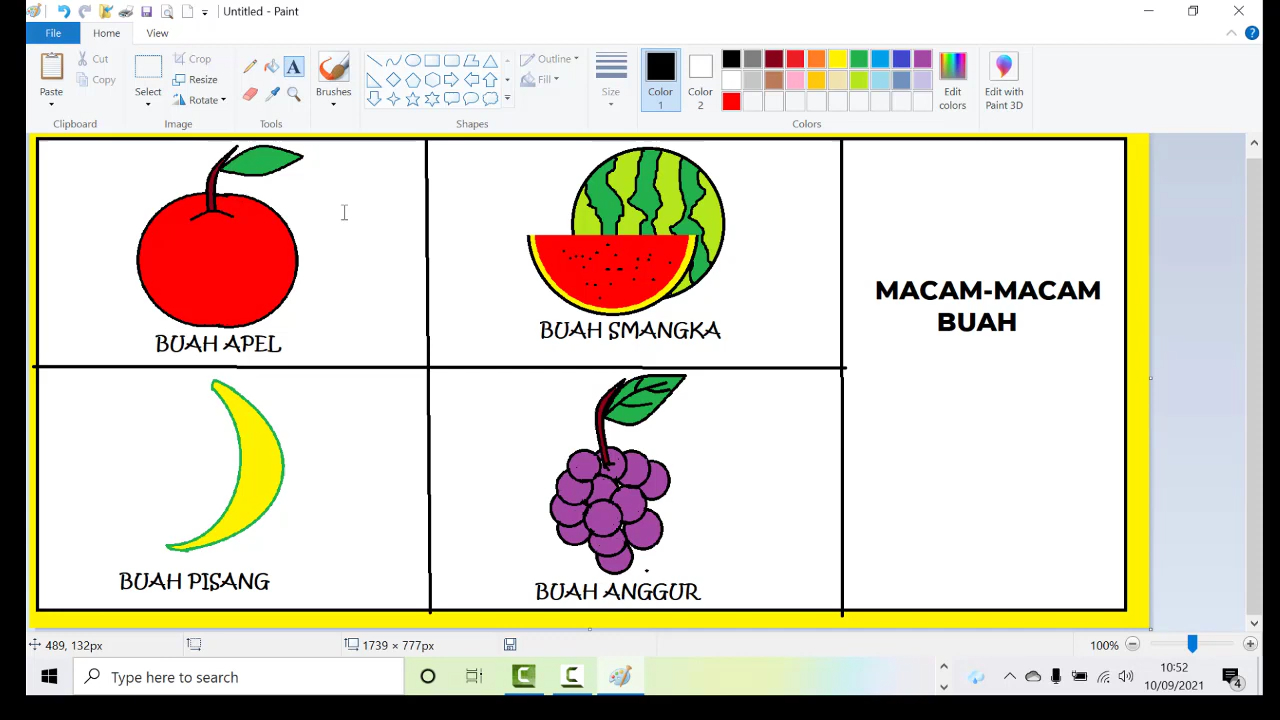 Untitled - Paint
File
Home
View
Paste
Cut
Copy
Clipboard
Select
Crop
Resize
Rotate
Image
Tools
Brushes
Outline
Fill
Shapes
Size
Color 1
Color 2
Edit colors
Colors
Edit with Paint 3D
BUAH APEL
BUAH SMANGKA
MACAM-MACAM
BUAH
BUAH PISANG
BUAH ANGGUR
489, 132px
1739 × 777px
100%
Type here to search
10:52
10/09/2021
4